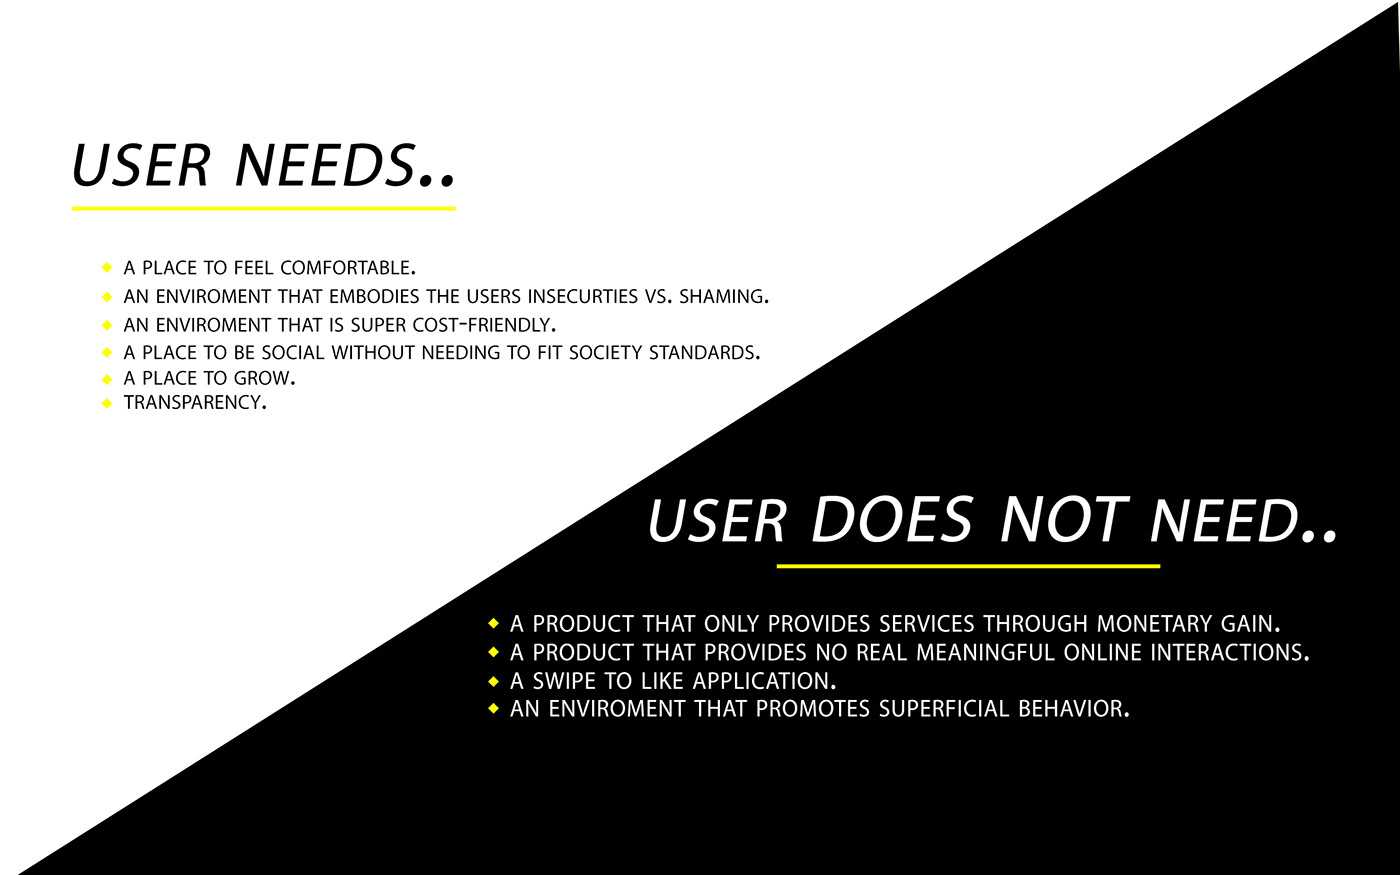 USER NEEDS..
A PLACE TO FEEL COMFORTABLE.
AN ENVIROMENT THAT EMBODIES THE USERS INSECURTIES VS. SHAMING.
AN ENVIROMENT THAT IS SUPER COST-FRIENDLY.
A PLACE TO BE SOCIAL WITHOUT NEEDING TO FIT SOCIETY STANDARDS.
A PLACE TO GROW.
TRANSPARENCY.
USER DOES NOT NEED..
A PRODUCT THAT ONLY PROVIDES SERVICES THROUGH MONETARY GAIN.
A PRODUCT THAT PROVIDES NO REAL MEANINGFUL ONLINE INTERACTIONS.
A SWIPE TO LIKE APPLICATION.
AN ENVIROMENT THAT PROMOTES SUPERFICIAL BEHAVIOR.